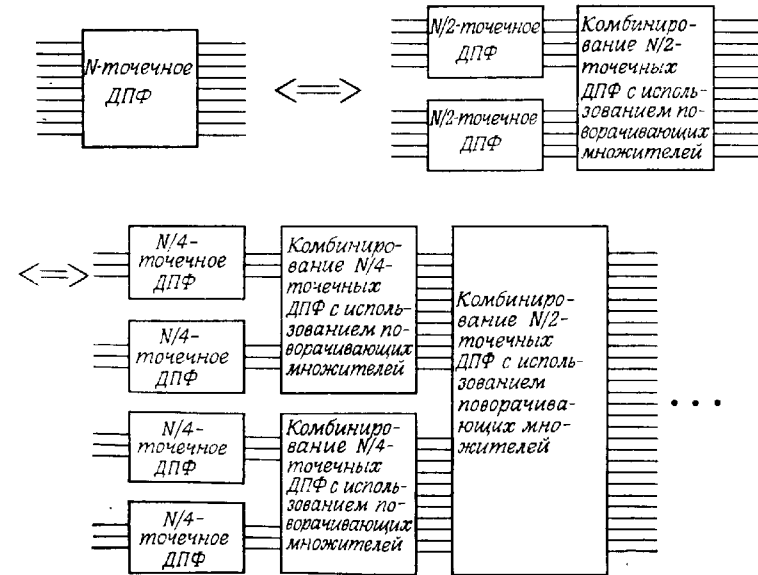 N-точечное
ДПФ
N/2-точечное
ДПФ
N/2-точечное
ДПФ
Комбиниро-
вание N/2-
точечных
ДПФ с исполь-
зованием по-
ворачивающих
множителей
N/4-
точечное
ДПФ
N/4-
точечное
ДПФ
N/4-
точечное
ДПФ
N/4-
точечное
ДПФ
Комбиниро-
вание N/4-
точечных
ДПФ с исполь-
зованием по-
ворачивающих
множителей
Комбиниро-
вание N/4-
точечных
ДПФ с исполь-
зованием по-
ворачивающих
множителей
Комбиниро-
вание N/2-
точечных
ДПФ с исполь-
зованием
поворачива-
ющих мно-
жителей
• • •